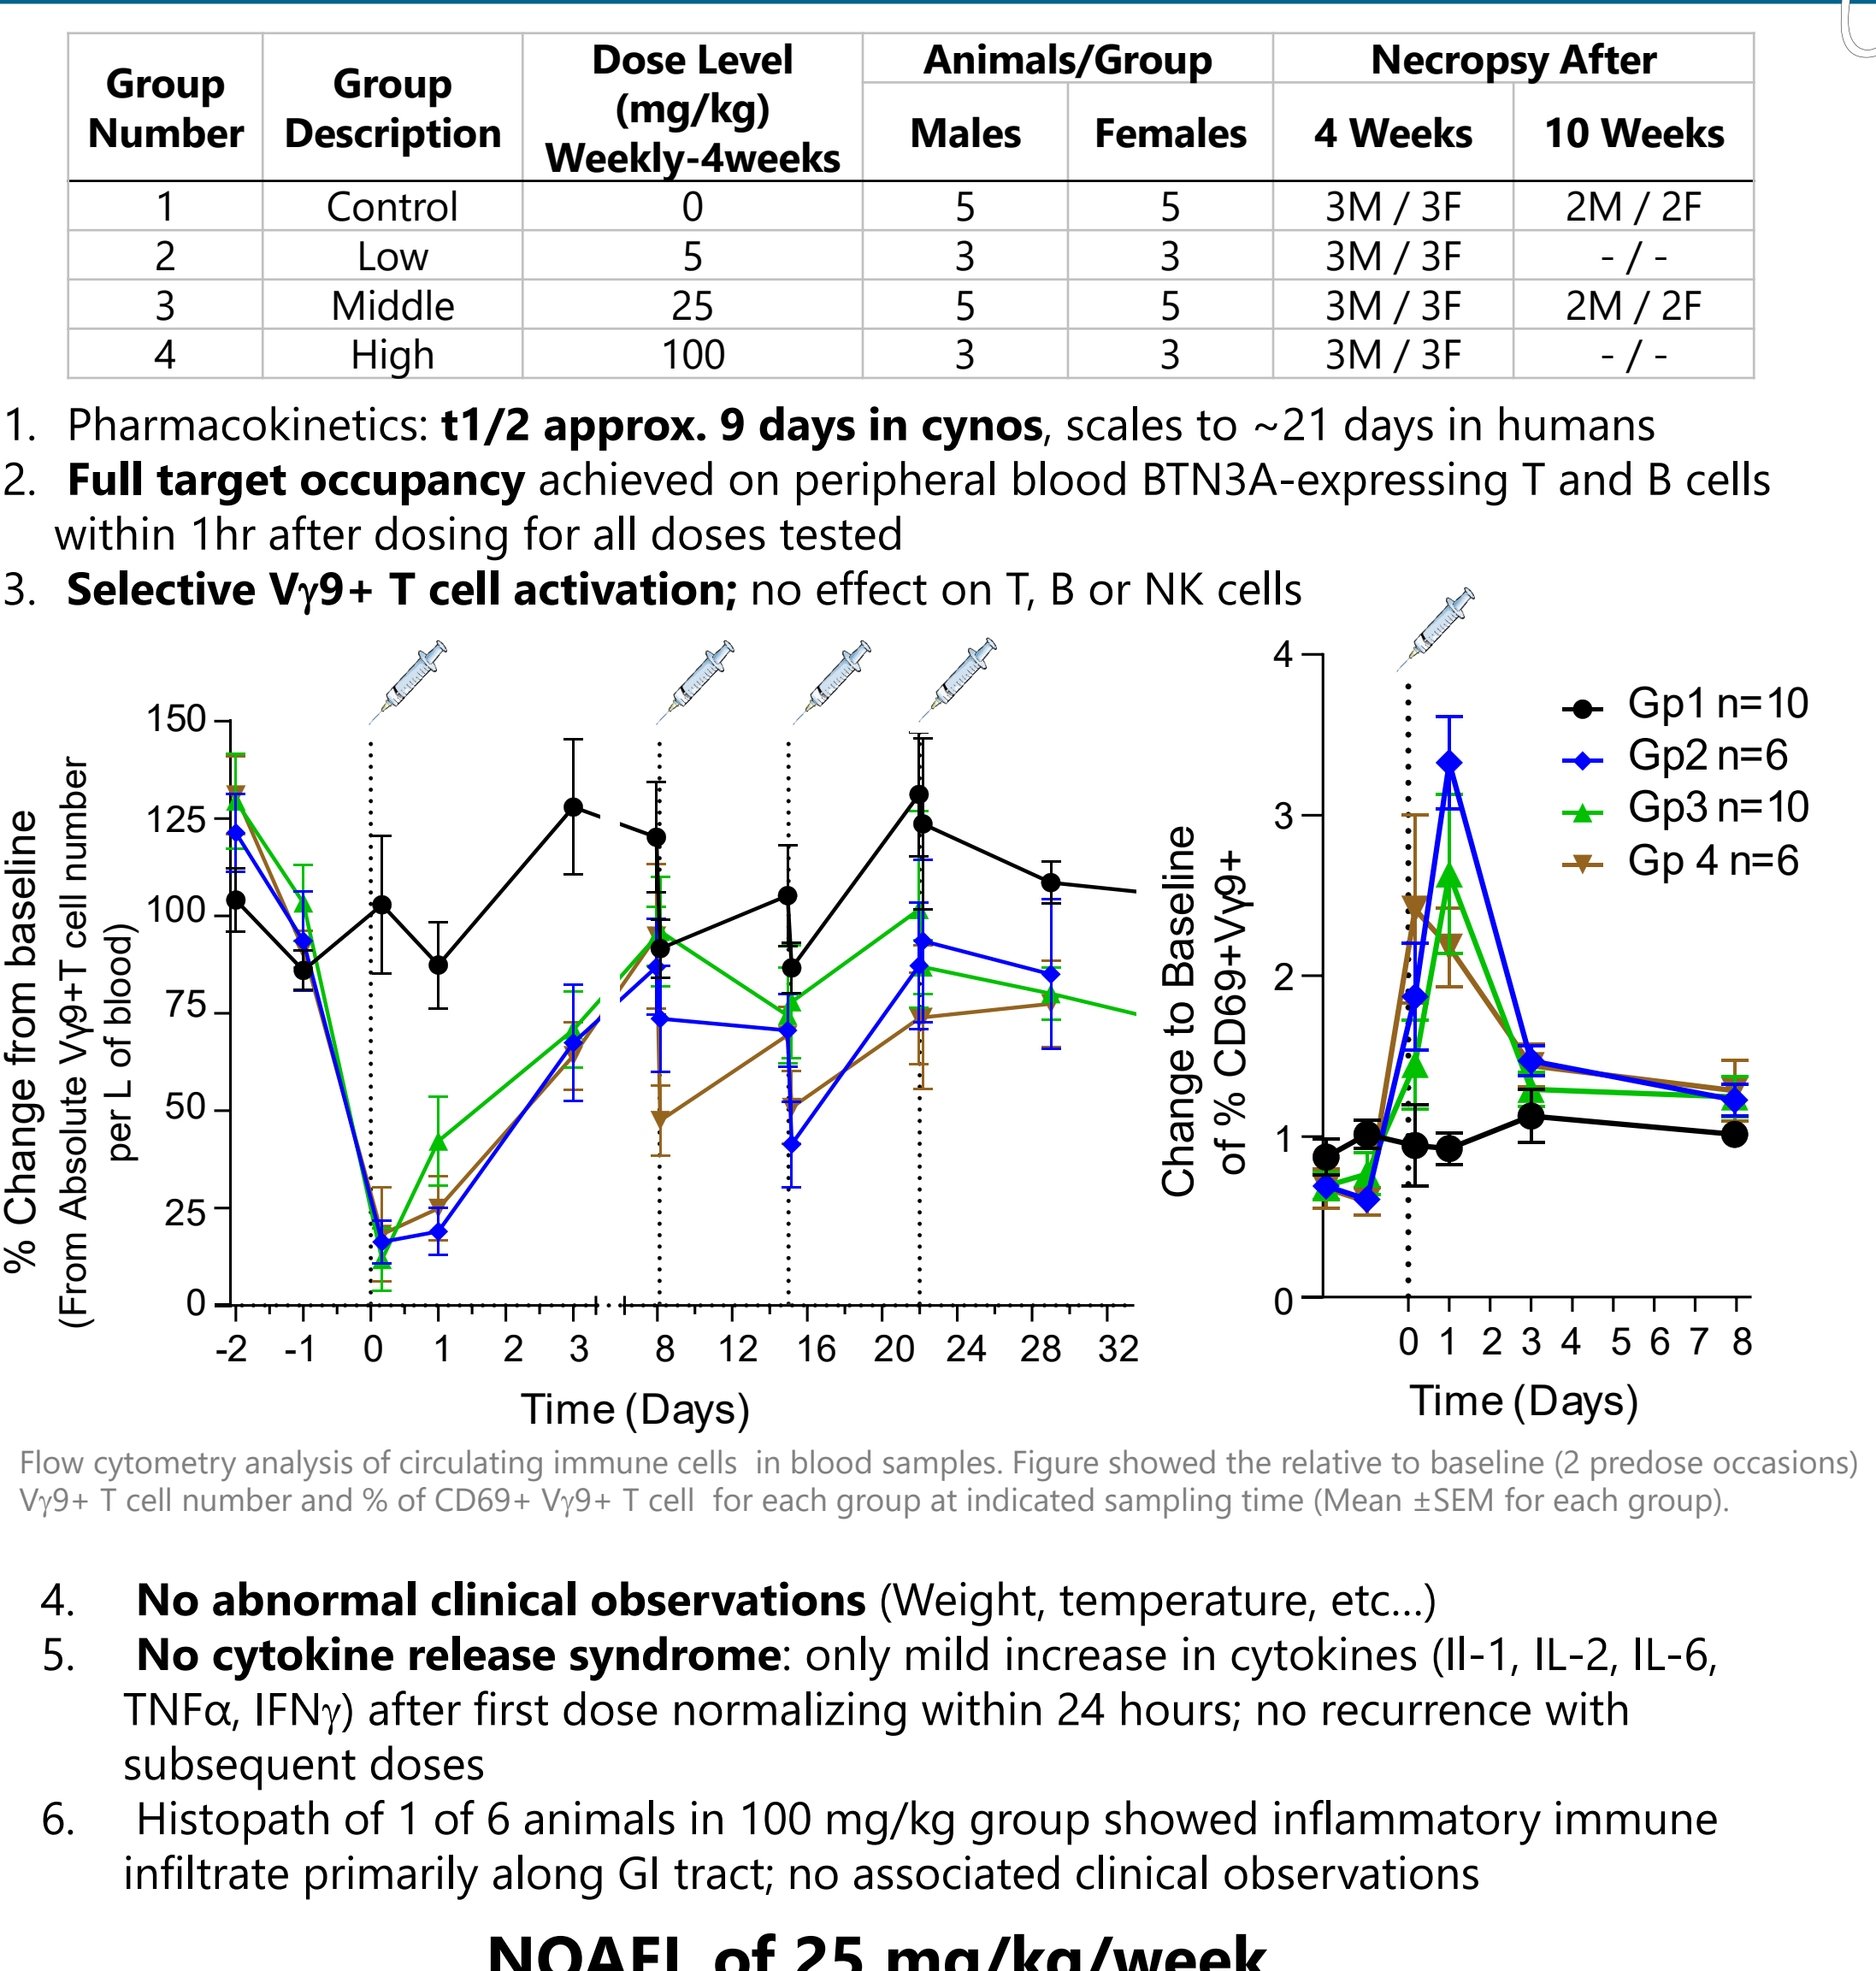 Group Number | Group Description | Dose Level (mg/kg) Weekly-4weeks | Animals/Group | Necropsy After
Males | Females | 4 Weeks | 10 Weeks
1 | Control | 0 | 5 | 5 | 3M / 3F | 2M / 2F
2 | Low | 5 | 3 | 3 | 3M / 3F | - / -
3 | Middle | 25 | 5 | 5 | 3M / 3F | 2M / 2F
4 | High | 100 | 3 | 3 | 3M / 3F | - / -
1. Pharmacokinetics: t1/2 approx. 9 days in cynos, scales to ~21 days in humans
2. Full target occupancy achieved on peripheral blood BTN3A-expressing T and B cells
within 1hr after dosing for all doses tested
3. Selective Vγ9+ T cell activation; no effect on T, B or NK cells
% Change from baseline
(From Absolute Vγ9+T cell number
per L of blood)
150
125
100
75
50
25
0
-2 -1 0 1 2 3 8 12 16 20 24 28 32
Time (Days)
Change to Baseline
of % CD69+Vγ9+
4
3
2
1
0
0 1 2 3 4 5 6 7 8
Time (Days)
Gp1 n=10
Gp2 n=6
Gp3 n=10
Gp 4 n=6
Flow cytometry analysis of circulating immune cells in blood samples. Figure showed the relative to baseline (2 predose occasions)
Vγ9+ T cell number and % of CD69+ Vγ9+ T cell for each group at indicated sampling time (Mean ±SEM for each group).
4. No abnormal clinical observations (Weight, temperature, etc...)
5. No cytokine release syndrome: only mild increase in cytokines (Il-1, IL-2, IL-6,
TNFα, IFNγ) after first dose normalizing within 24 hours; no recurrence with
subsequent doses
6. Histopath of 1 of 6 animals in 100 mg/kg group showed inflammatory immune
infiltrate primarily along GI tract; no associated clinical observations
NOAEL of 25 mg/kg/week